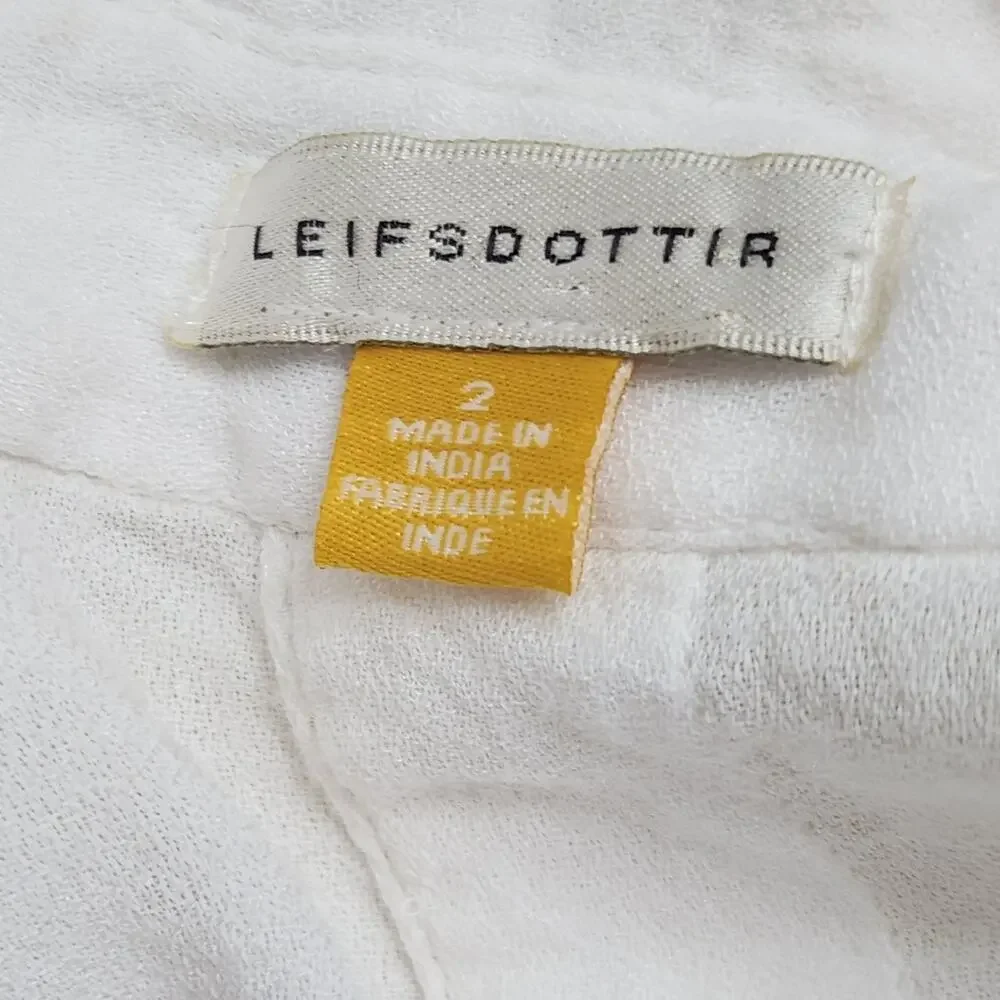 LEIFSDOTTIR
2
MADE IN
INDIA
FABRIQUE EN
INDE